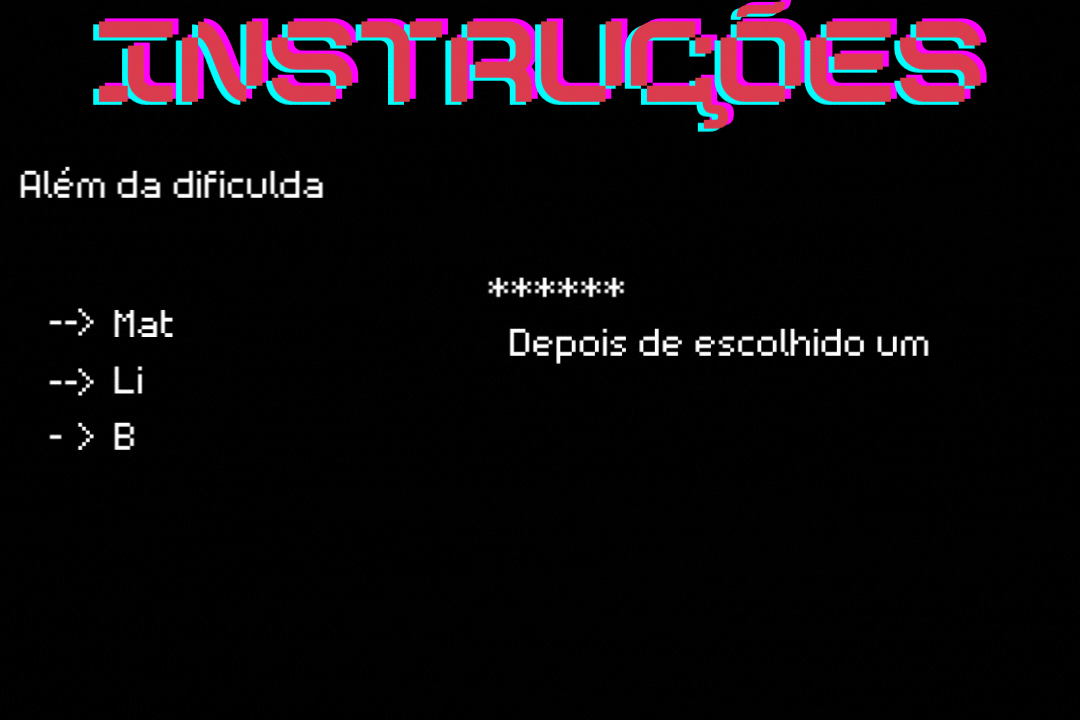 INSTRUÇÕES
Além da dificulda
--> Mat
--> Li
- > B
******
Depois de escolhido um